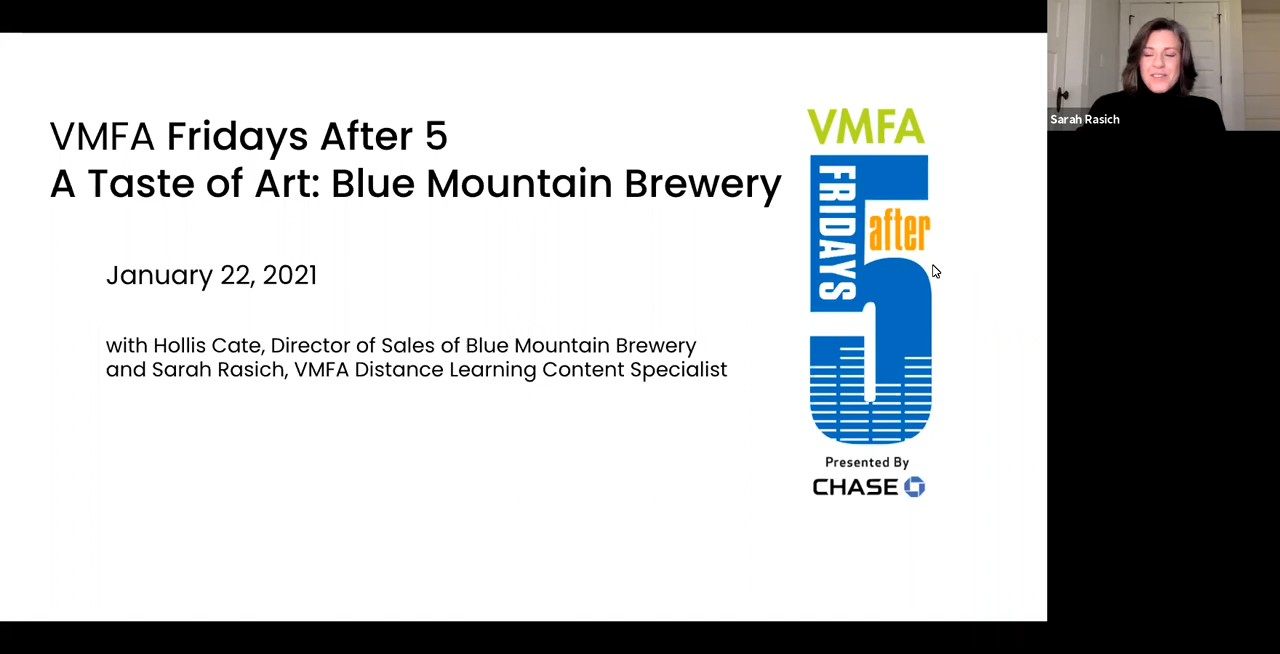 VMFA Fridays After 5
A Taste of Art: Blue Mountain Brewery
January 22, 2021
with Hollis Cate, Director of Sales of Blue Mountain Brewery
and Sarah Rasich, VMFA Distance Learning Content Specialist
VMFA
FRIDAYS
after
5
Presented By
CHASE
Sarah Rasich